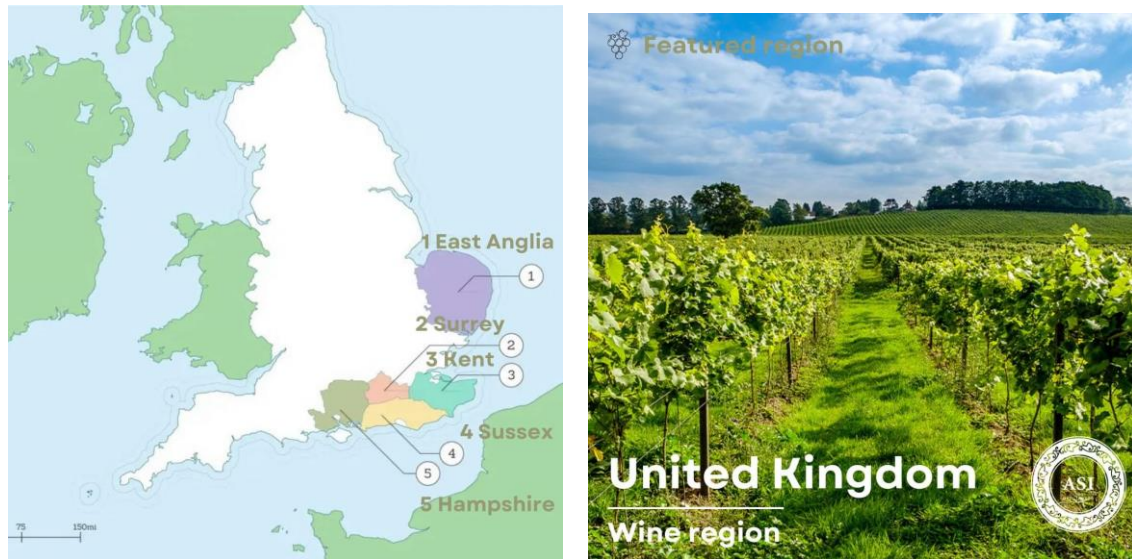 1 East Anglia
1
2 Surrey
2
3 Kent
3
4 Sussex
4
5
5 Hampshire
75 150mi
Featured region
United Kingdom
ASI
Wine region